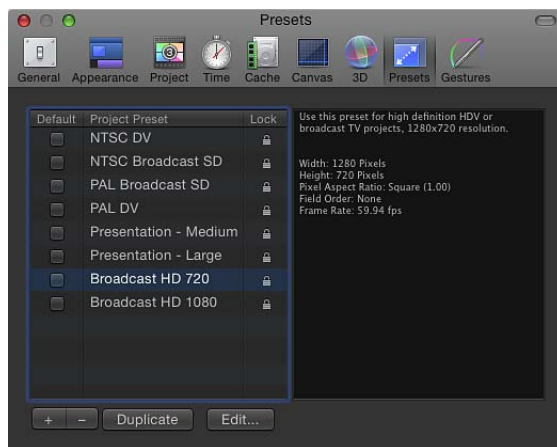 Presets
General Appearance Project Time Cache Canvas 3D Presets Gestures
Default Project Preset Lock
NTSC DV
NTSC Broadcast SD
PAL Broadcast SD
PAL DV
Presentation - Medium
Presentation - Large
Broadcast HD 720
Broadcast HD 1080
Use this preset for high definition HDV or
broadcast TV projects, 1280x720 resolution.
Width: 1280 Pixels
Height: 720 Pixels
Pixel Aspect Ratio: Square (1.00)
Field Order: None
Frame Rate: 59.94 fps
+ - Duplicate Edit...